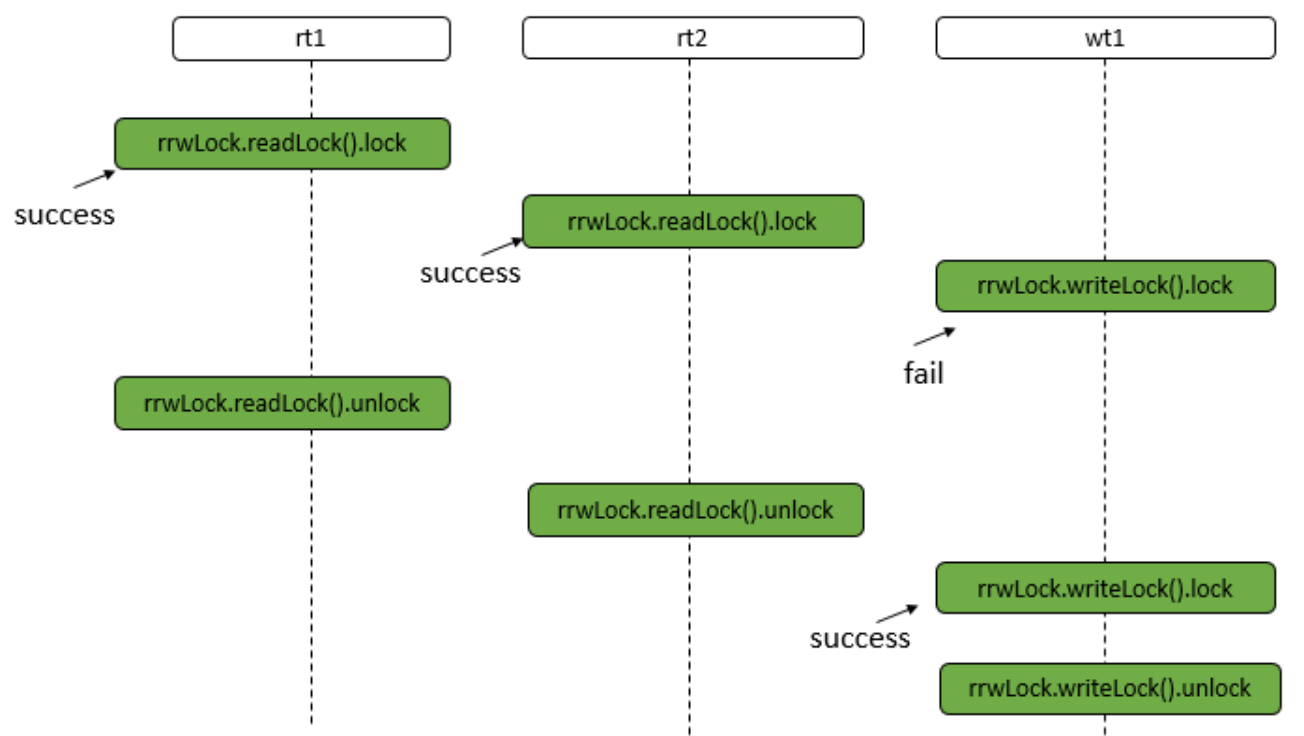 rt1
rt2
wt1
rrwLock.readLock().lock
success
rrwLock.readLock().lock
success
rrwLock.writeLock().lock
fail
rrwLock.readLock().unlock
rrwLock.readLock().unlock
rrwLock.writeLock().lock
success
rrwLock.writeLock().unlock